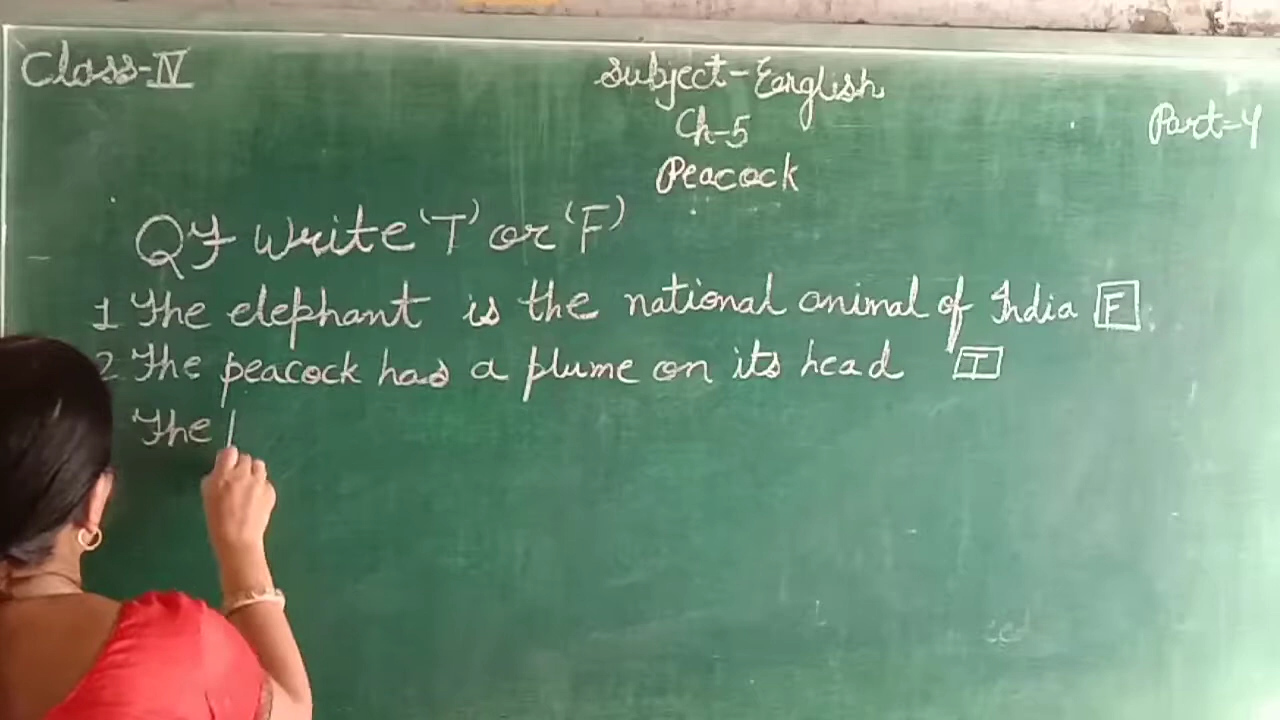 Class-IV
Subject-English
Ch-5
Part-4
Peacock
Q7 Write 'T' or 'F'
1 The elephant is the national animal of India F
2 The peacock has a plume on its head T
The